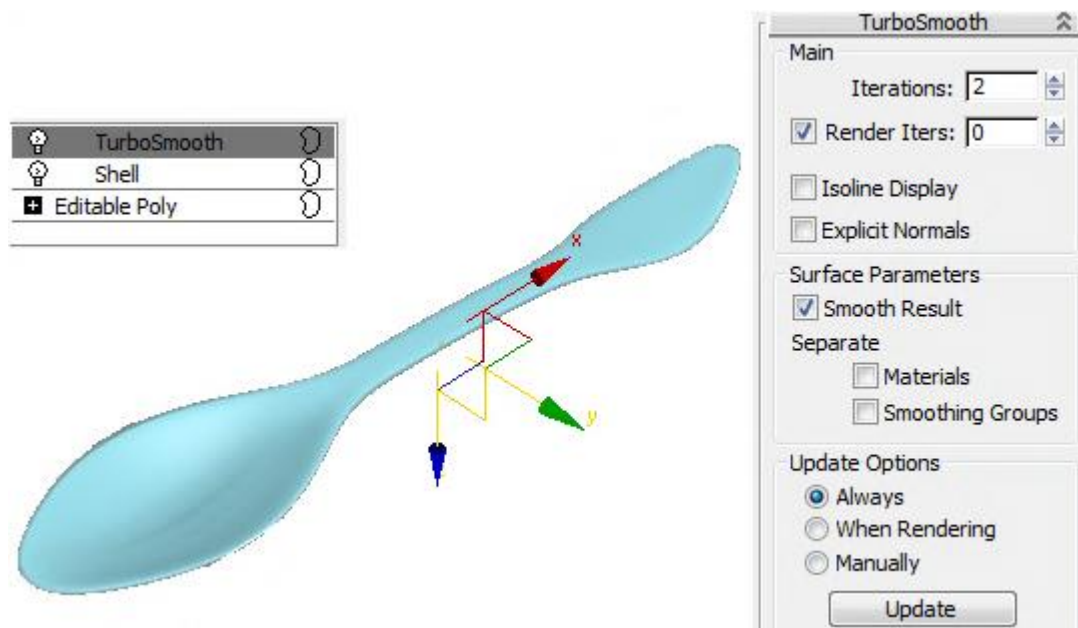 TurboSmooth
Shell
Editable Poly
x
y
TurboSmooth
Main
Iterations: 2
Render Iters: 0
Isoline Display
Explicit Normals
Surface Parameters
Smooth Result
Separate
Materials
Smoothing Groups
Update Options
Always
When Rendering
Manually
Update